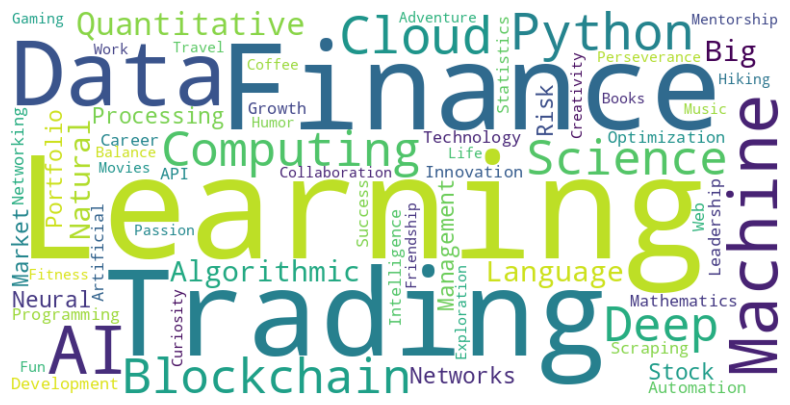 Gaming
Quantitative
Adventure
Cloud
Python
Mentorship
Work
Travel
Data
Finance
Coffee
Statistics
Creativity
Perseverance
Big
Hiking
Growth
Humor
Risk
Books
Music
Processing
Networking
Portfolio
Natural
Career
Balance
Movies
API
Computing
Technology
Life
Collaboration
Innovation
Optimization
Science
Machine
Learning
Market
Artificial
Passion
Success
Friendship
Intelligence
Management
Web
Leadership
Fitness
Algorithmic
Language
Neural
Programming
Curiosity
Trading
Exploration
Mathematics
Deep
Scraping
AI
Fun
Development
Blockchain
Networks
Stock
Automation